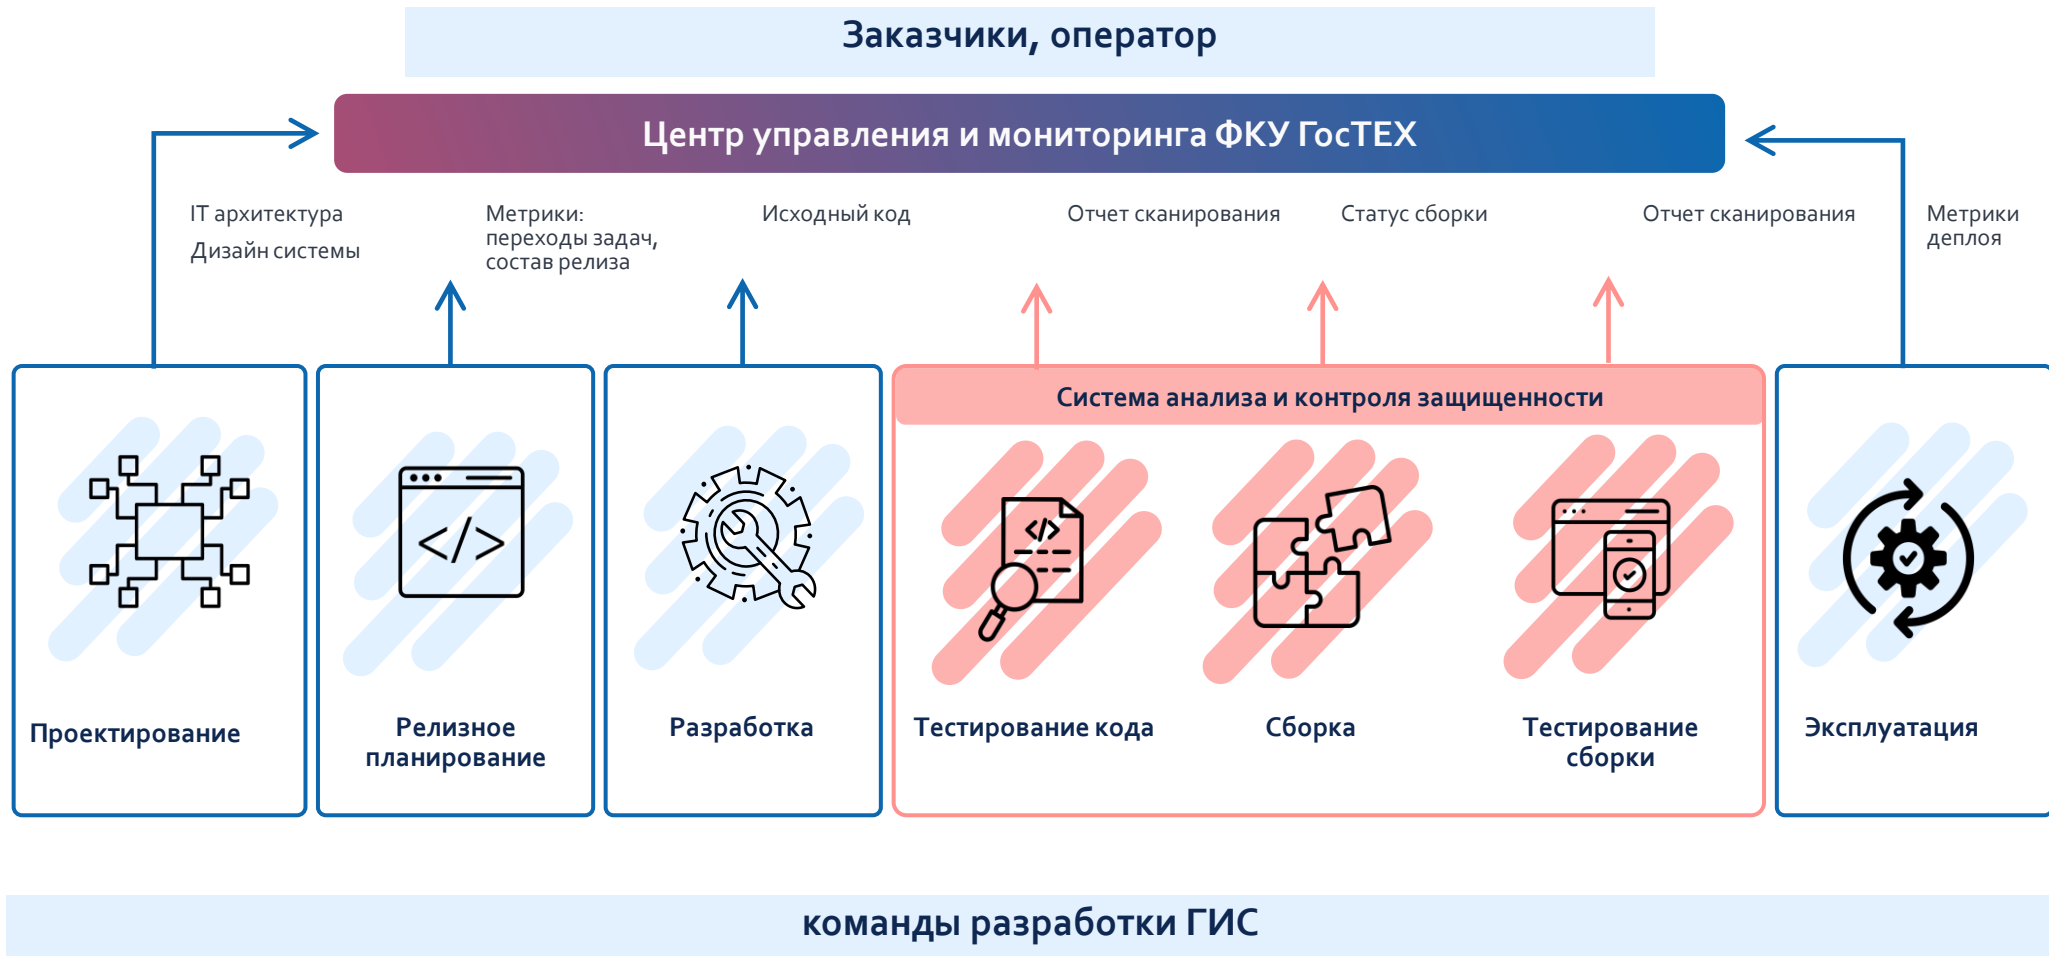 Заказчики, оператор
Центр управления и мониторинга ФКУ ГосТЕХ
IT архитектура
Дизайн системы
Метрики:
переходы задач,
состав релиза
Исходный код
Отчет сканирования
Статус сборки
Отчет сканирования
Метрики
деплоя
Система анализа и контроля защищенности
</>
</>
Проектирование
Релизное
планирование
Разработка
Тестирование кода
Сборка
Тестирование
сборки
Эксплуатация
команды разработки ГИС